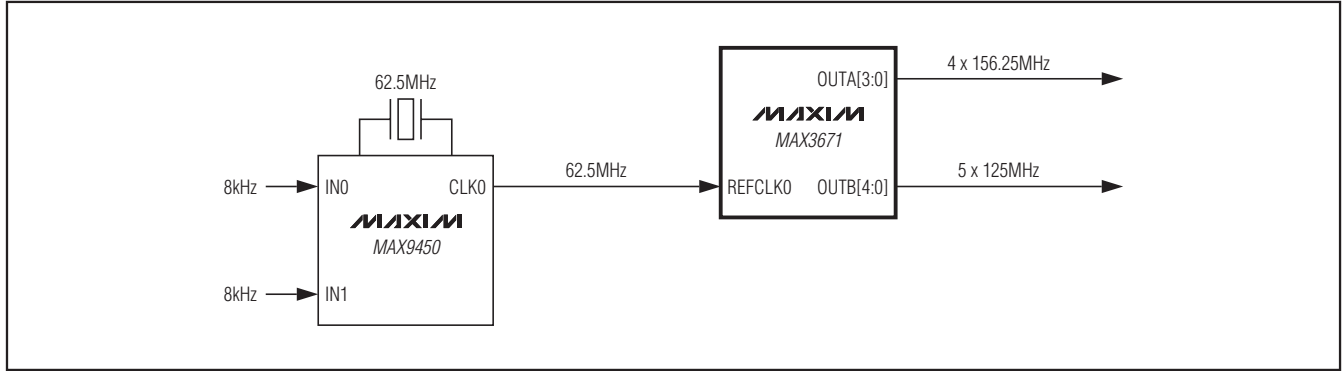 62.5MHz
8kHz
IN0
CLK0
MAXIM
MAX9450
8kHz
IN1
62.5MHz
REFCLK0
OUTA[3:0]
MAXIM
MAX3671
OUTB[4:0]
4 x 156.25MHz
5 x 125MHz